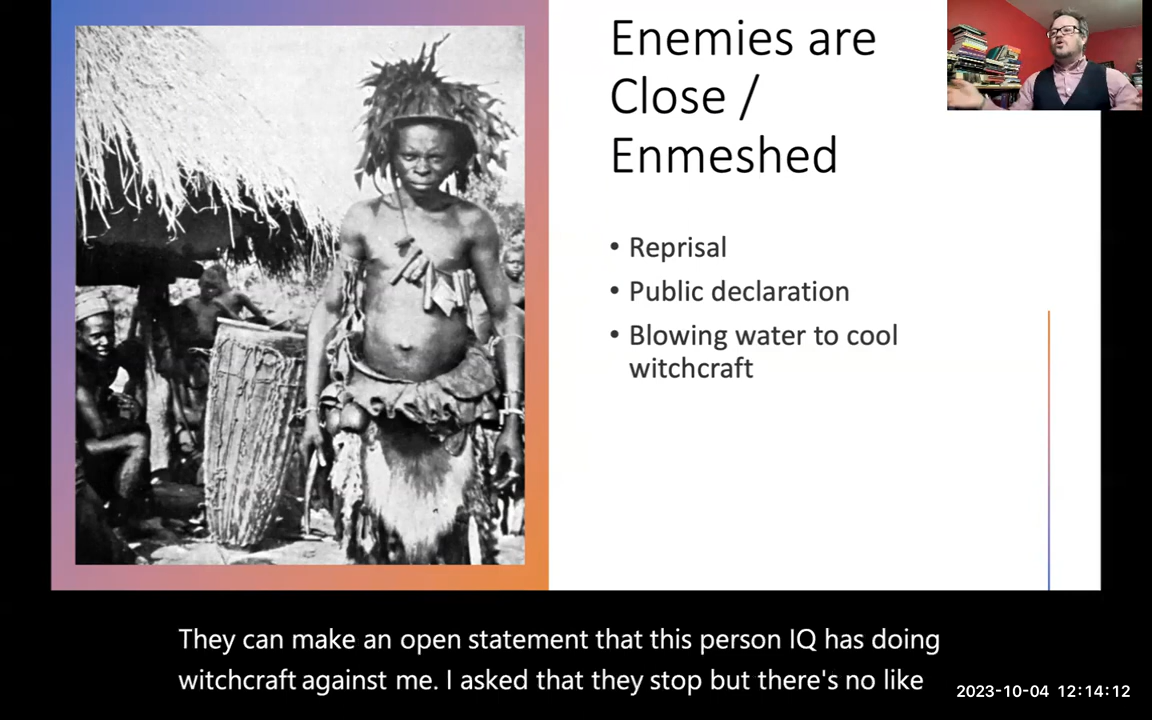 Enemies are
Close /
Enmeshed
• Reprisal
• Public declaration
• Blowing water to cool
witchcraft
They can make an open statement that this person IQ has doing
witchcraft against me. I asked that they stop but there's no like
2023-10-04 12:14:12